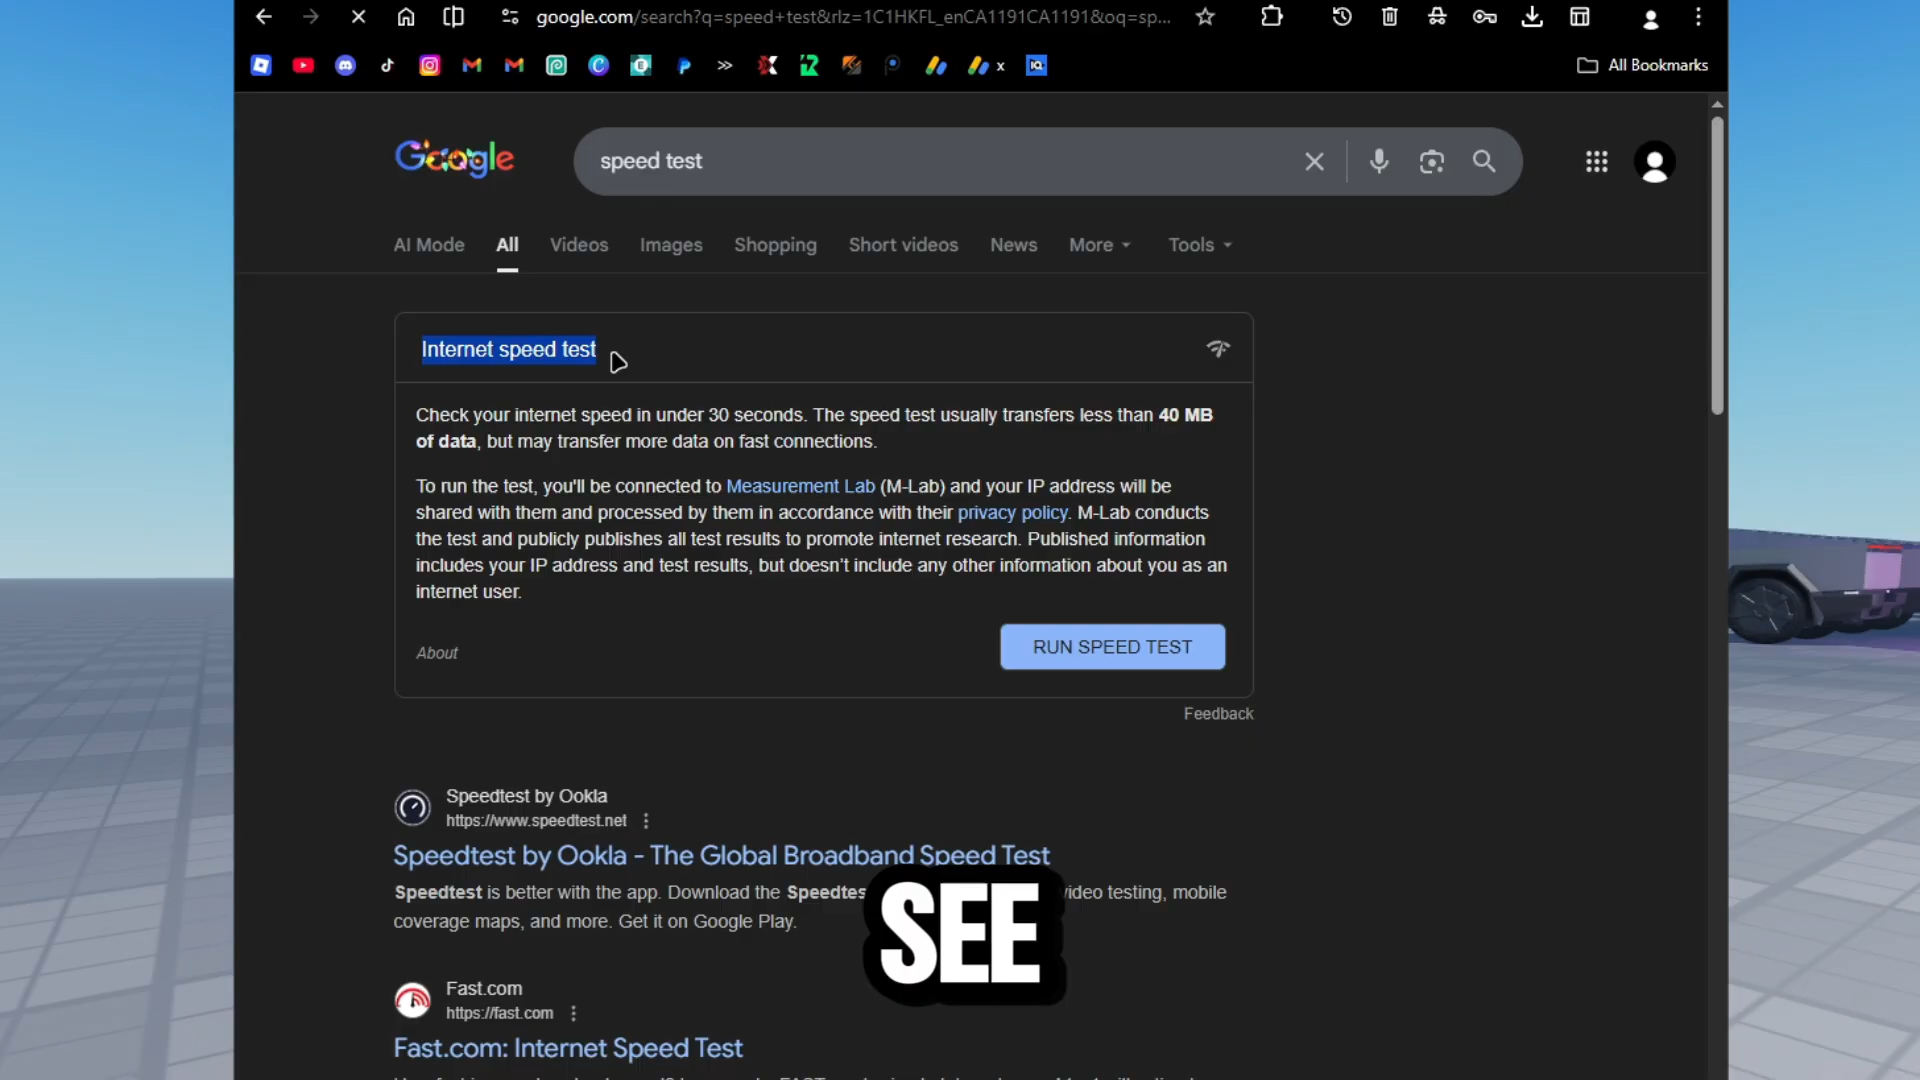 google.com/search?q=speed+test&rlz=1C1HKFL_enCA1191CA1191&oq=sp...
x
All Bookmarks
Google
speed test
AI Mode
All
Videos
Images
Shopping
Short videos
News
More
Tools
Internet speed test
Check your internet speed in under 30 seconds. The speed test usually transfers less than 40 MB
of data, but may transfer more data on fast connections.
To run the test, you'll be connected to Measurement Lab (M-Lab) and your IP address will be
shared with them and processed by them in accordance with their privacy policy. M-Lab conducts
the test and publicly publishes all test results to promote internet research. Published information
includes your IP address and test results, but doesn't include any other information about you as an
internet user.
About
RUN SPEED TEST
Feedback
Speedtest by Ookla
https://www.speedtest.net
Speedtest by Ookla - The Global Broadband Speed Test
Speedtest is better with the app. Download the Speedtes video testing, mobile
coverage maps, and more. Get it on Google Play.
SEE
Fast.com
https://fast.com
Fast.com: Internet Speed Test